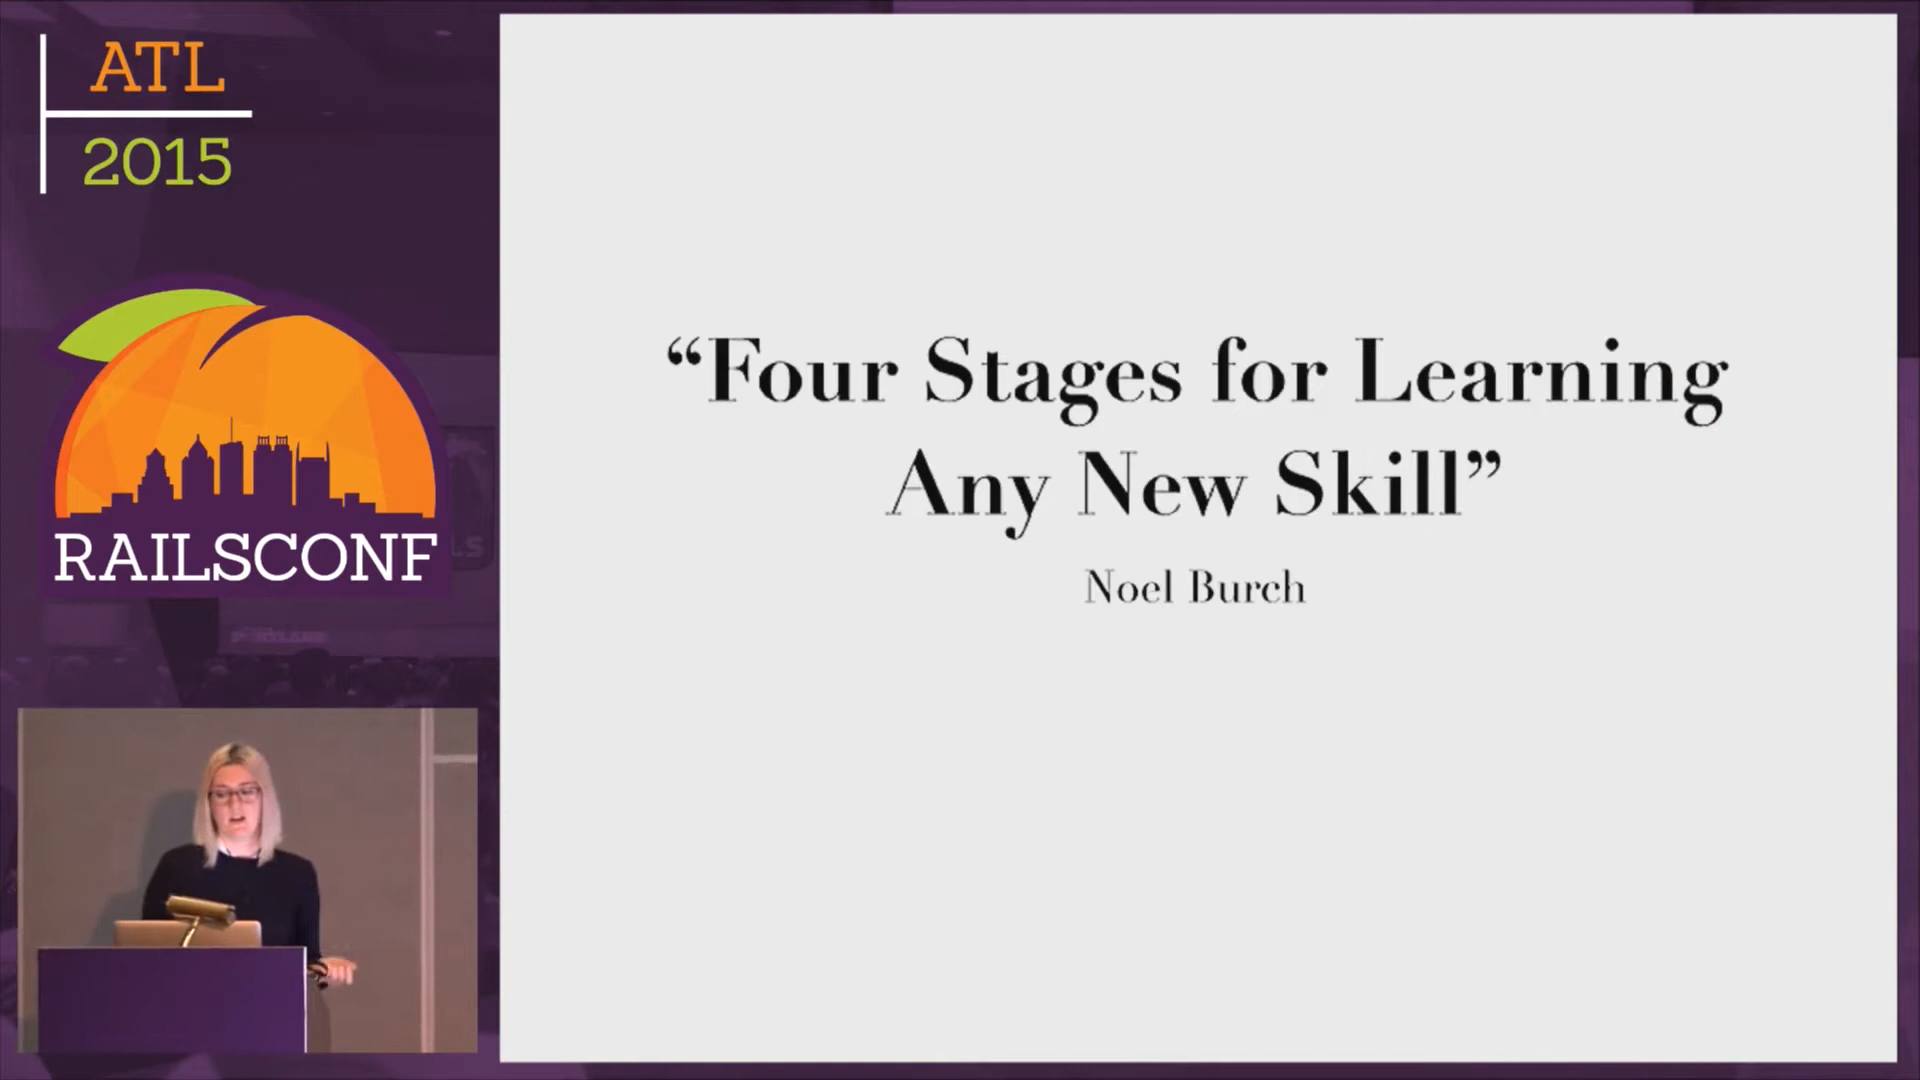 ATL
2015
RAILSCONF
“Four Stages for Learning
Any New Skill”
Noel Burch